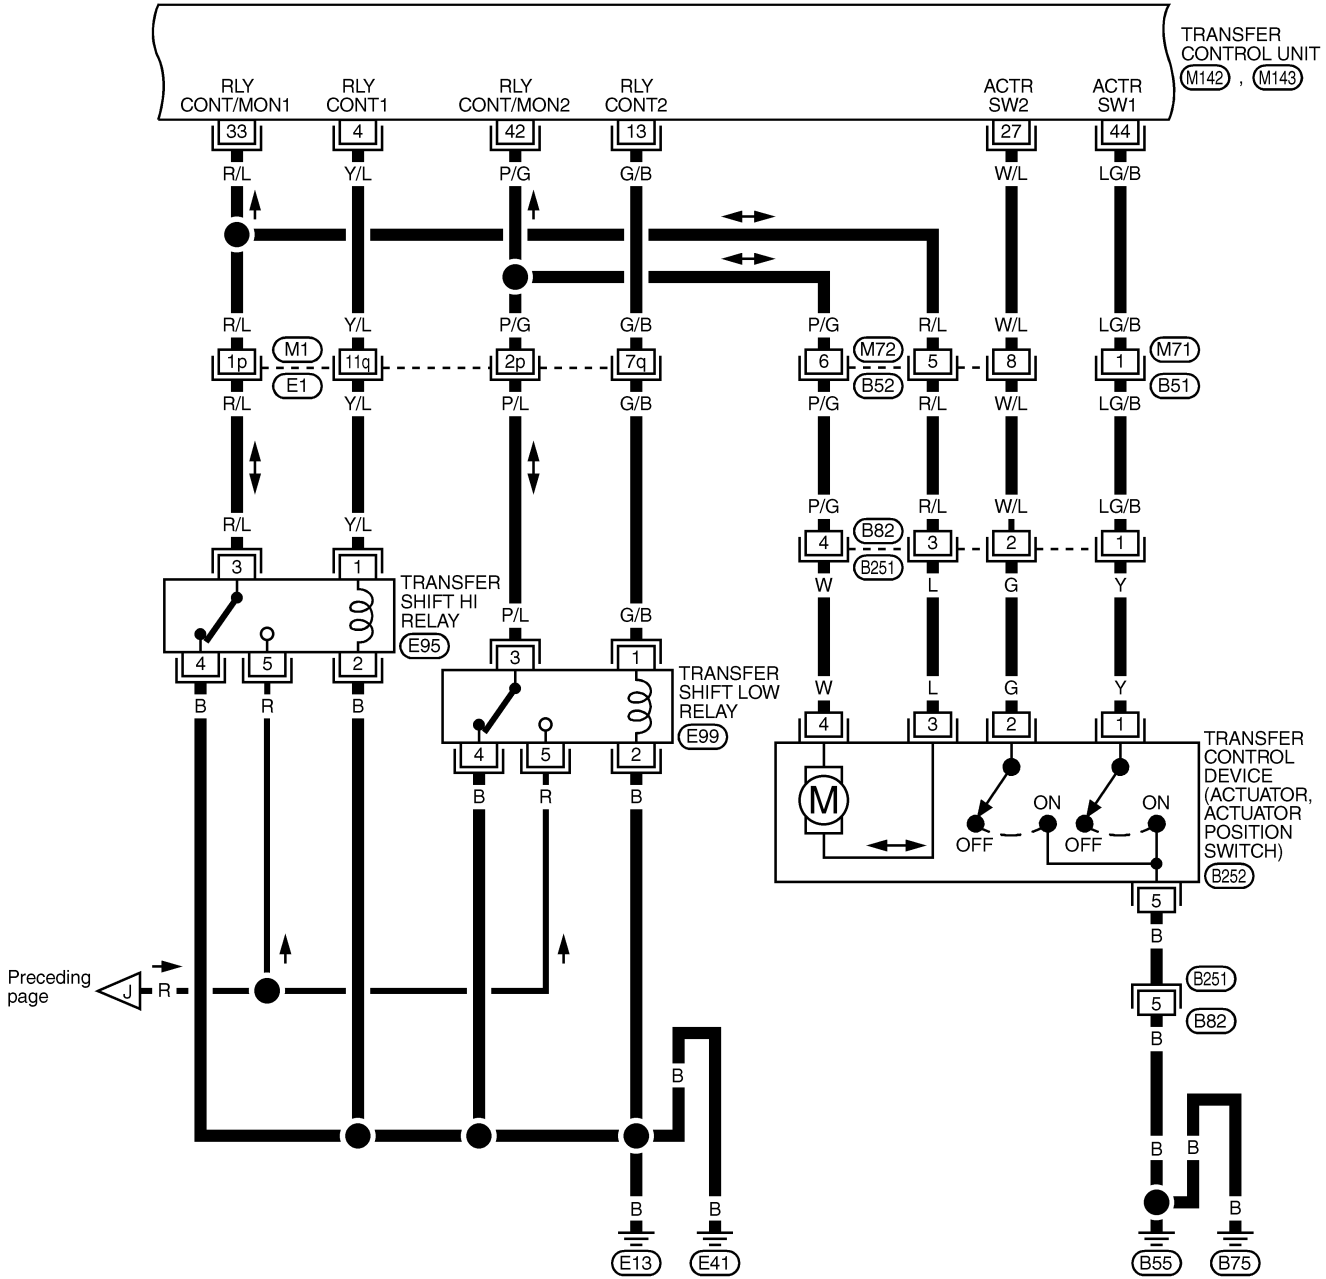 TRANSFER
CONTROL UNIT
M142 , M143
RLY RLY RLY RLY ACTR ACTR
CONT/MON1 CONT1 CONT/MON2 CONT2 SW2 SW1
33 4 42 13 27 44
R/L Y/L P/G G/B W/L LG/B
R/L Y/L P/G G/B P/G R/L W/L LG/B
M1 M72 M71
1p 11q 2p 7q 6 5 8 1
E1 B52 B51
R/L Y/L P/L G/B P/G R/L W/L LG/B
P/G R/L W/L LG/B
R/L Y/L
B82
4 3 2 1
B251
3 1
W L G Y
TRANSFER
SHIFT HI
RELAY
E95
P/L G/B
4 5 2
3 1
TRANSFER
SHIFT LOW
RELAY
E99
W L G Y
B R B
4 3 2 1
4 5 2
B R B
M
OFF ON OFF ON
TRANSFER
CONTROL
DEVICE
(ACTUATOR,
ACTUATOR
POSITION
SWITCH)
B252
5
B
Preceding
page
J R
B251
5
B82
B
B
B B
B B B
E13 E41 B55 B75